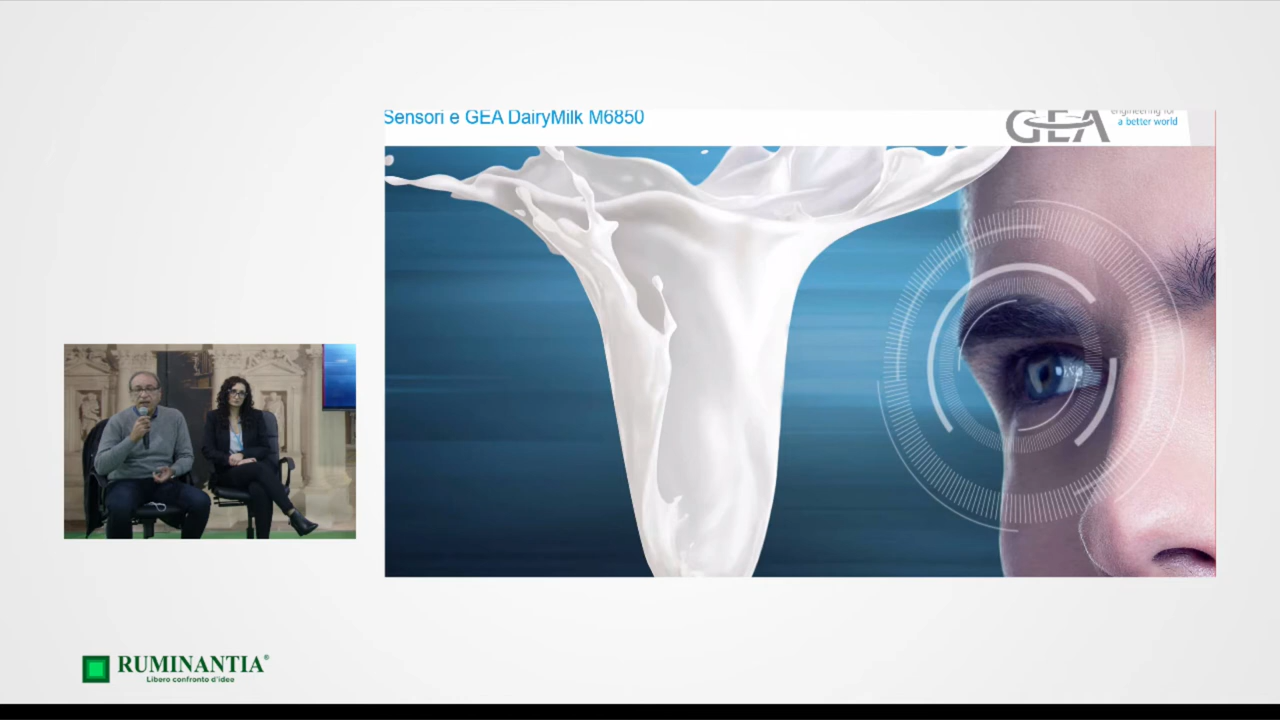 Sensori e GEA DairyMilk M6850
GEA
engineering for
a better world
RUMINANTIA®
Libero confronto d'idee